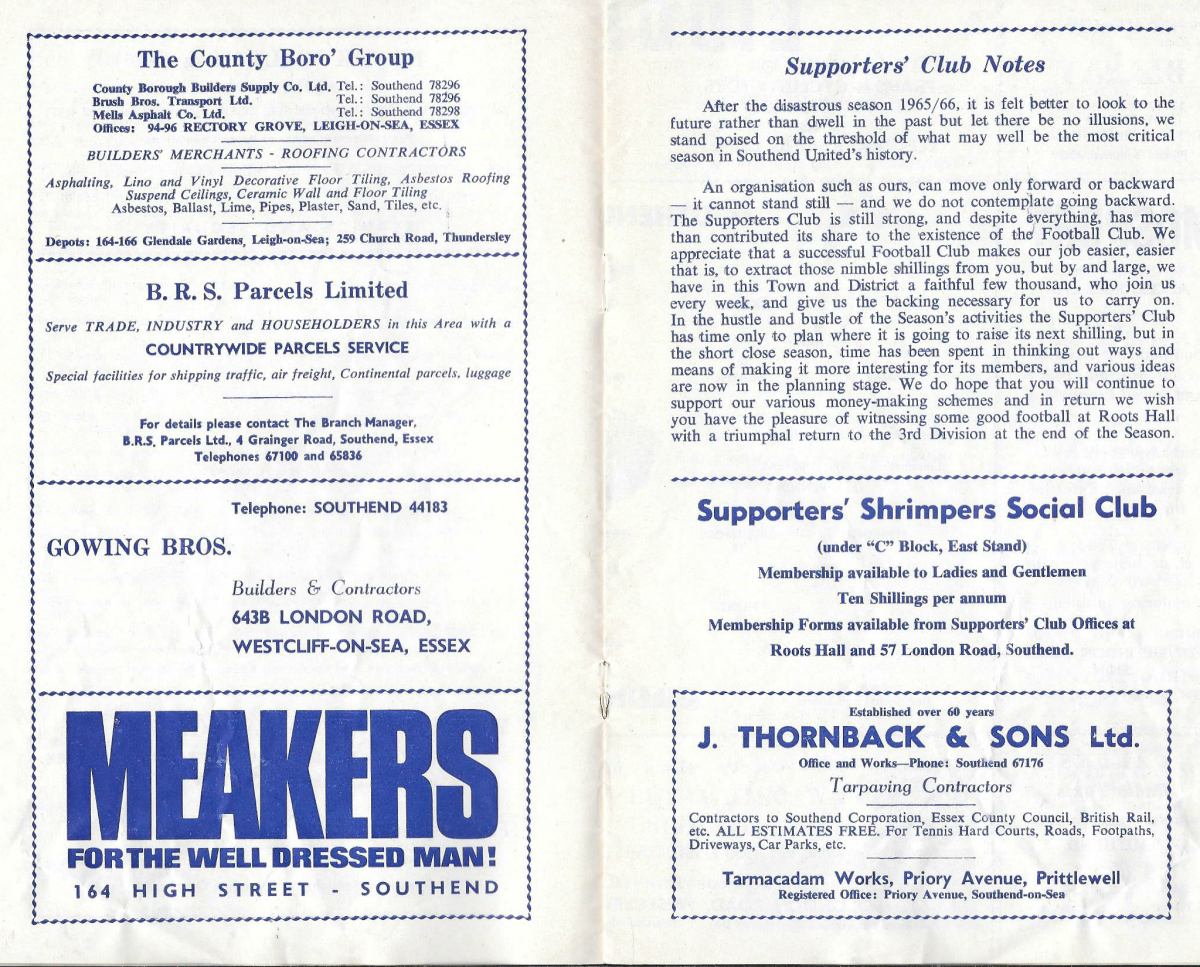 The County Boro' Group
County Borough Builders Supply Co. Ltd. Tel.: Southend 78296
Brush Bros. Transport Ltd. Tel.: Southend 78296
Mells Asphalt Co. Ltd. Tel.: Southend 78298
Offices: 94-96 RECTORY GROVE, LEIGH-ON-SEA, ESSEX
BUILDERS' MERCHANTS - ROOFING CONTRACTORS
Asphalting, Lino and Vinyl Decorative Floor Tiling, Asbestos Roofing
Suspend Ceilings, Ceramic Wall and Floor Tiling
Asbestos, Ballast, Lime, Pipes, Plaster, Sand, Tiles, etc.
Depots: 164-166 Glendale Gardens, Leigh-on-Sea; 259 Church Road, Thundersley
B. R. S. Parcels Limited
Serve TRADE, INDUSTRY and HOUSEHOLDERS in this Area with a
COUNTRYWIDE PARCELS SERVICE
Special facilities for shipping traffic, air freight, Continental parcels, luggage
For details please contact The Branch Manager,
B.R.S. Parcels Ltd., 4 Grainger Road, Southend, Essex
Telephones 67100 and 65836
Telephone: SOUTHEND 44183
GOWING BROS.
Builders & Contractors
643B LONDON ROAD,
WESTCLIFF-ON-SEA, ESSEX
MEAKERS
FOR THE WELL DRESSED MAN!
164 HIGH STREET - SOUTHEND
Supporters' Club Notes
After the disastrous season 1965/66, it is felt better to look to the
future rather than dwell in the past but let there be no illusions, we
stand poised on the threshold of what may well be the most critical
season in Southend United's history.
An organisation such as ours, can move only forward or backward
— it cannot stand still — and we do not contemplate going backward.
The Supporters Club is still strong, and despite everything, has more
than contributed its share to the existence of the Football Club. We
appreciate that a successful Football Club makes our job easier, easier
that is, to extract those nimble shillings from you, but by and large, we
have in this Town and District a faithful few thousand, who join us
every week, and give us the backing necessary for us to carry on.
In the hustle and bustle of the Season's activities the Supporters' Club
has time only to plan where it is going to raise its next shilling, but in
the short close season, time has been spent in thinking out ways and
means of making it more interesting for its members, and various ideas
are now in the planning stage. We do hope that you will continue to
support our various money-making schemes and in return we wish
you have the pleasure of witnessing some good football at Roots Hall
with a triumphal return to the 3rd Division at the end of the Season.
Supporters' Shrimpers Social Club
(under "C" Block, East Stand)
Membership available to Ladies and Gentlemen
Ten Shillings per annum
Membership Forms available from Supporters' Club Offices at
Roots Hall and 57 London Road, Southend.
Established over 60 years
J. THORNBACK & SONS Ltd.
Office and Works—Phone: Southend 67176
Tarpaving Contractors
Contractors to Southend Corporation, Essex County Council, British Rail,
etc. ALL ESTIMATES FREE. For Tennis Hard Courts, Roads, Footpaths,
Driveways, Car Parks, etc.
Tarmacadam Works, Priory Avenue, Prittlewell
Registered Office: Priory Avenue, Southend-on-Sea